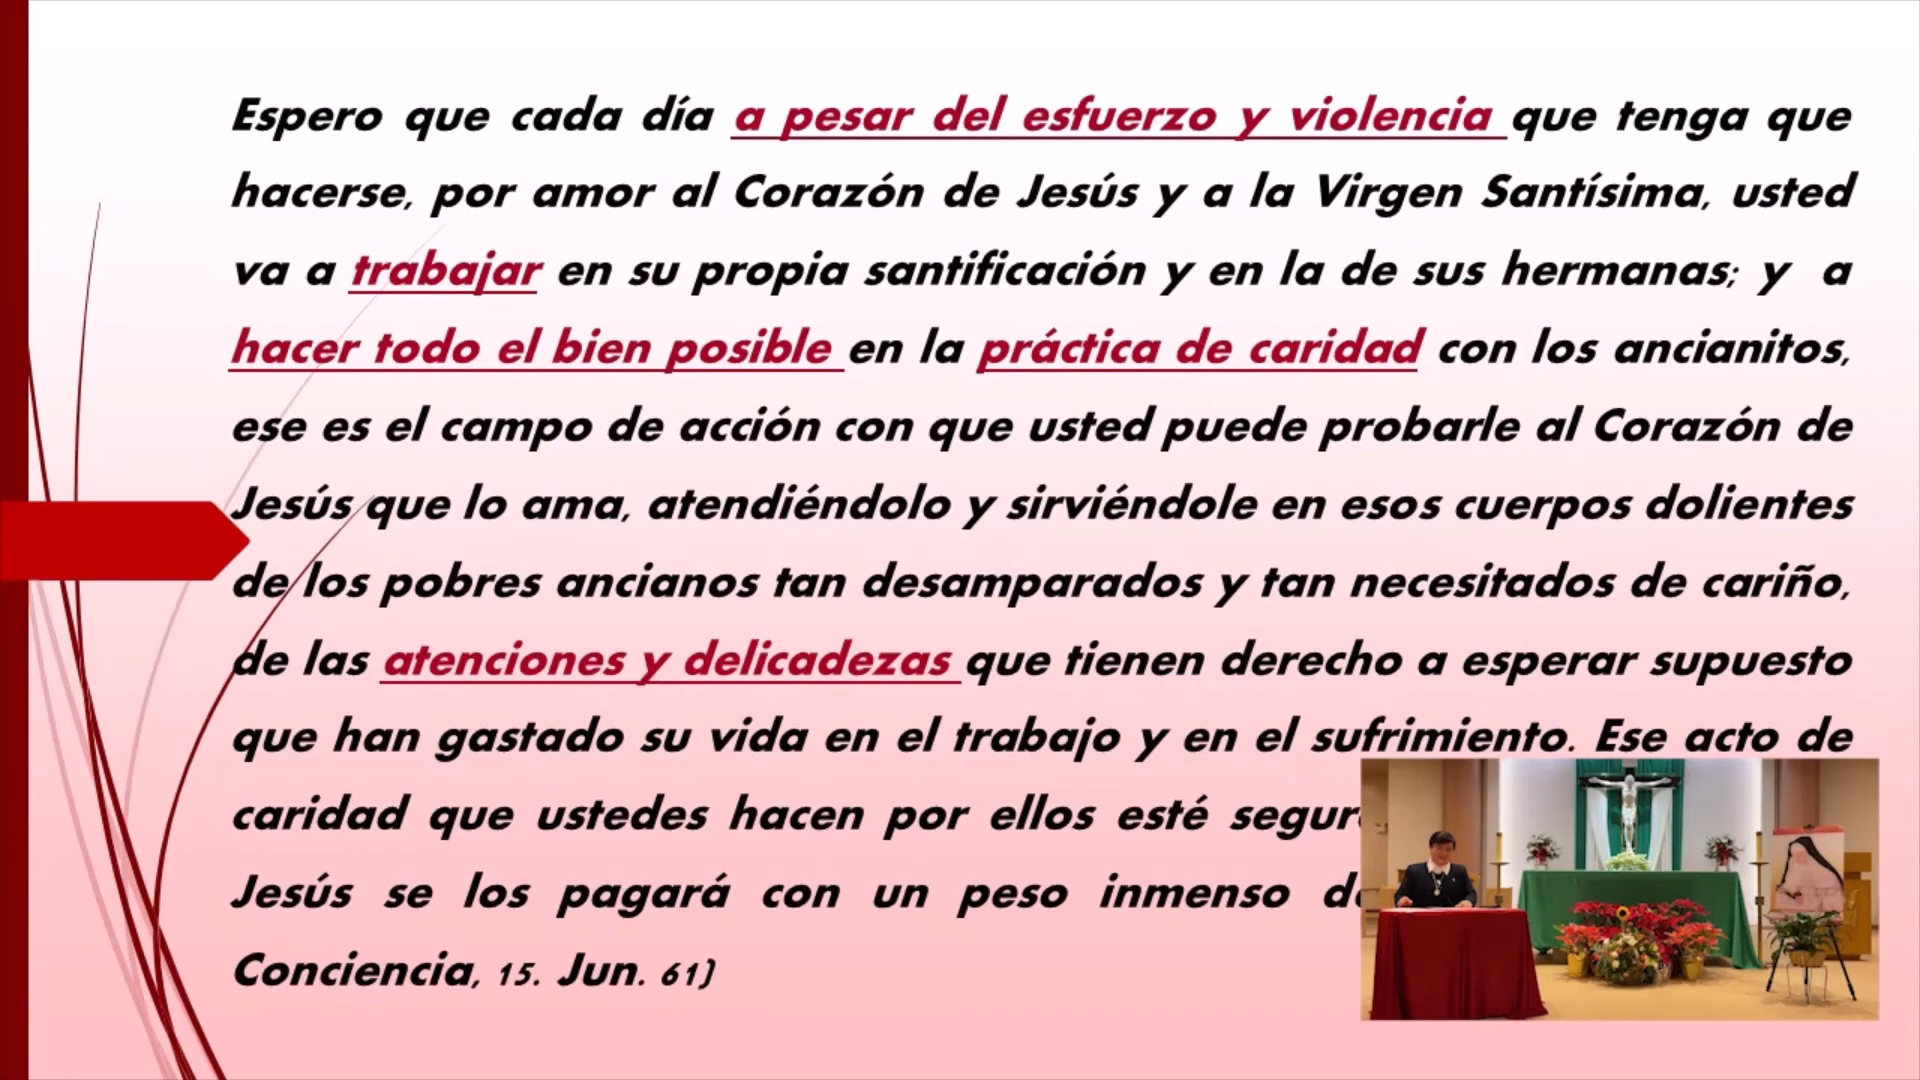 Espero que cada día a pesar del esfuerzo y violencia que tenga que
hacerse, por amor al Corazón de Jesús y a la Virgen Santísima, usted
va a trabajar en su propia santificación y en la de sus hermanas; y a
hacer todo el bien posible en la práctica de caridad con los ancianitos,
ese es el campo de acción con que usted puede probarle al Corazón de
Jesús que lo ama, atendiéndolo y sirviéndole en esos cuerpos dolientes
de los pobres ancianos tan desamparados y tan necesitados de cariño,
de las atenciones y delicadezas que tienen derecho a esperar supuesto
que han gastado su vida en el trabajo y en el sufrimiento. Ese acto de
caridad que ustedes hacen por ellos esté
Jesús se los pagará con un peso inmenso
Conciencia, 15. Jun. 61)